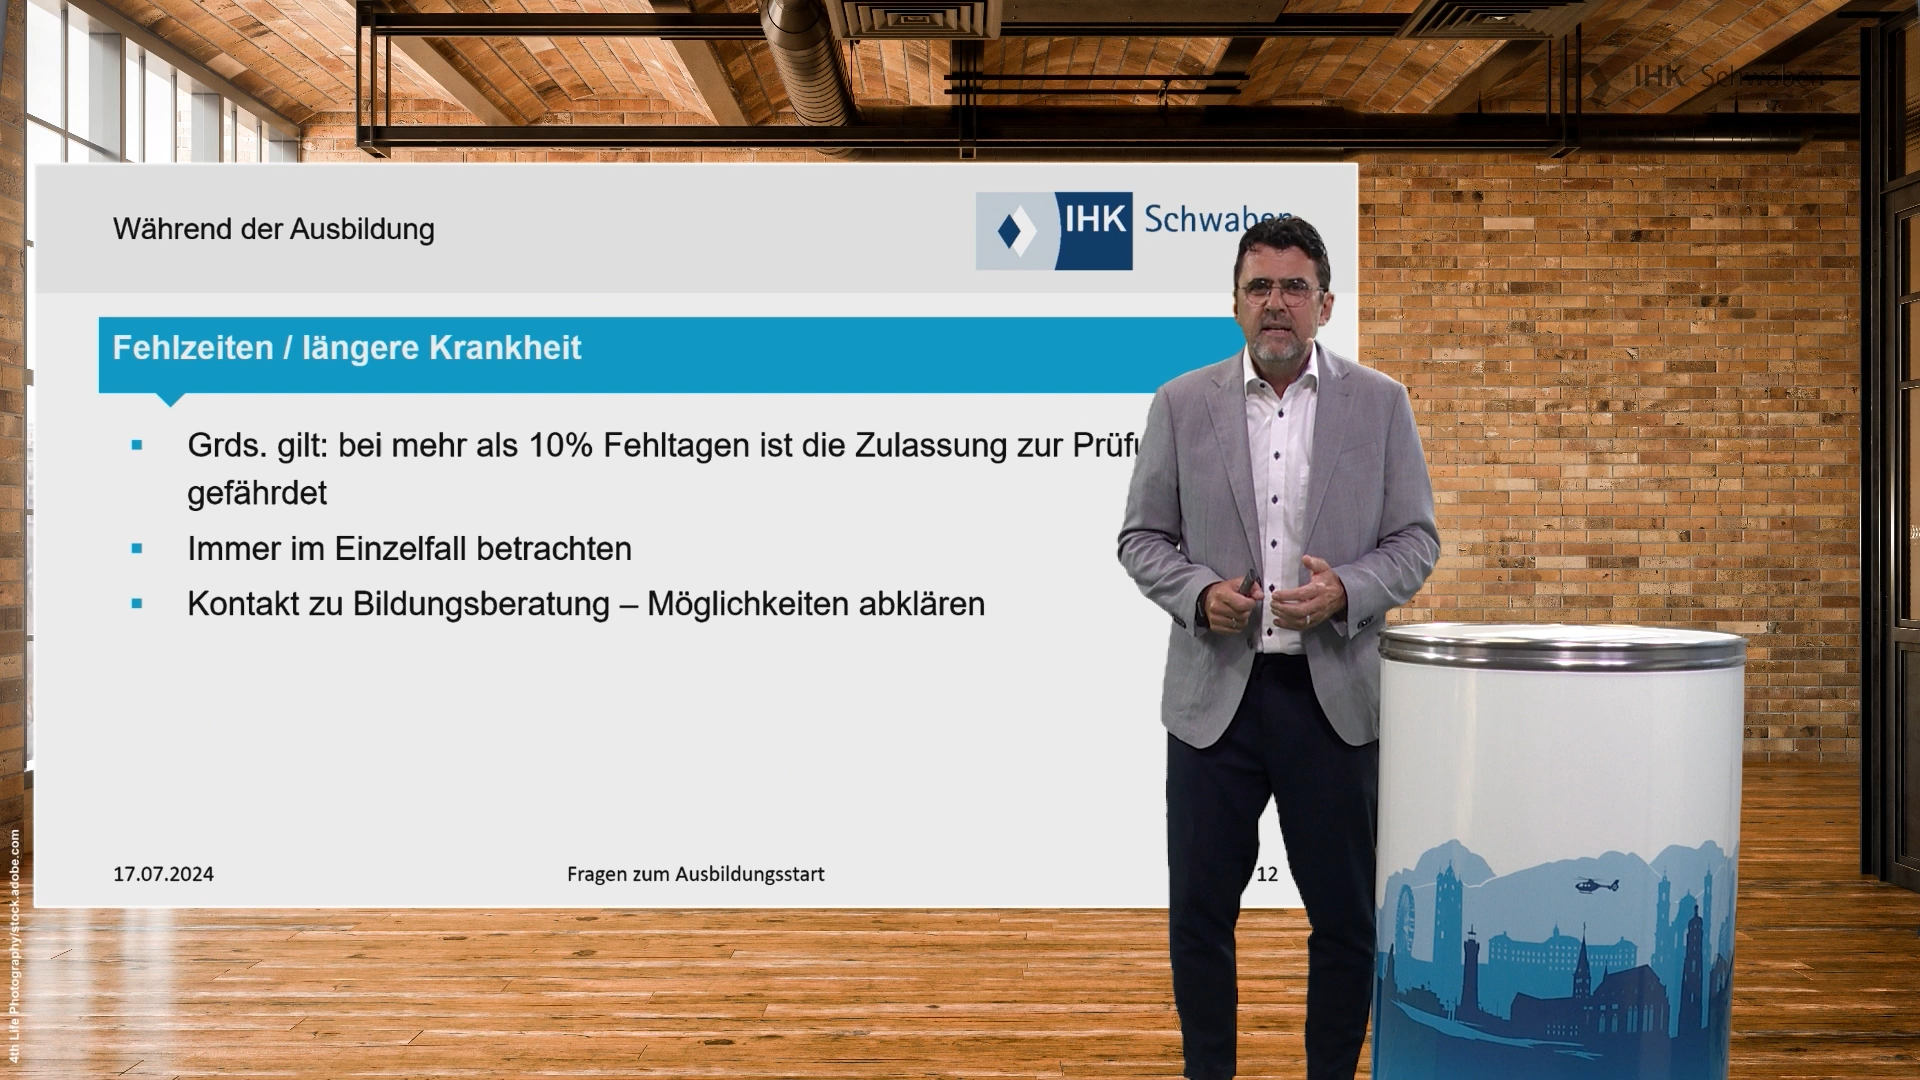 IHK Schwaben
Während der Ausbildung
IHK Schwaben
Fehlzeiten / längere Krankheit
Grds. gilt: bei mehr als 10% Fehltagen ist die Zulassung zur Prüfu
gefährdet
Immer im Einzelfall betrachten
Kontakt zu Bildungsberatung – Möglichkeiten abklären
17.07.2024
Fragen zum Ausbildungsstart
12
4th Life Photography/stock.adobe.com